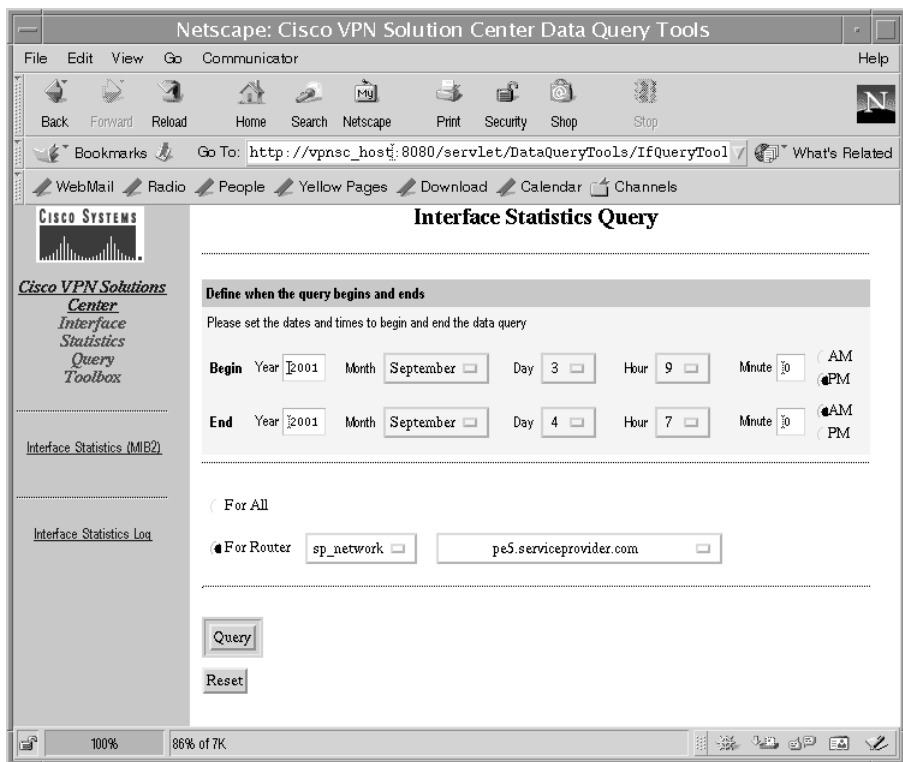 Netscape: Cisco VPN Solution Center Data Query Tools
File Edit View Go Communicator Help
Back Forward Reload Home Search Netscape Print Security Shop Stop
My
N
Bookmarks Go To: http://vpnsc_host:8080/servlet/DataQueryTools/IfQueryTool What's Related
WebMail Radio People Yellow Pages Download Calendar Channels
CISCO SYSTEMS
Cisco VPN Solutions
Center
Interface
Statistics
Query
Toolbox
Interface Statistics (MIB2)
Interface Statistics Log
Interface Statistics Query
Define when the query begins and ends
Please set the dates and times to begin and end the data query
Begin Year 2001 Month September Day 3 Hour 9 Minute 0 AM
PM
End Year 2001 Month September Day 4 Hour 7 Minute 0 AM
PM
For All
For Router sp_network pe5.serviceprovider.com
Query
Reset
100% 86% of 7K